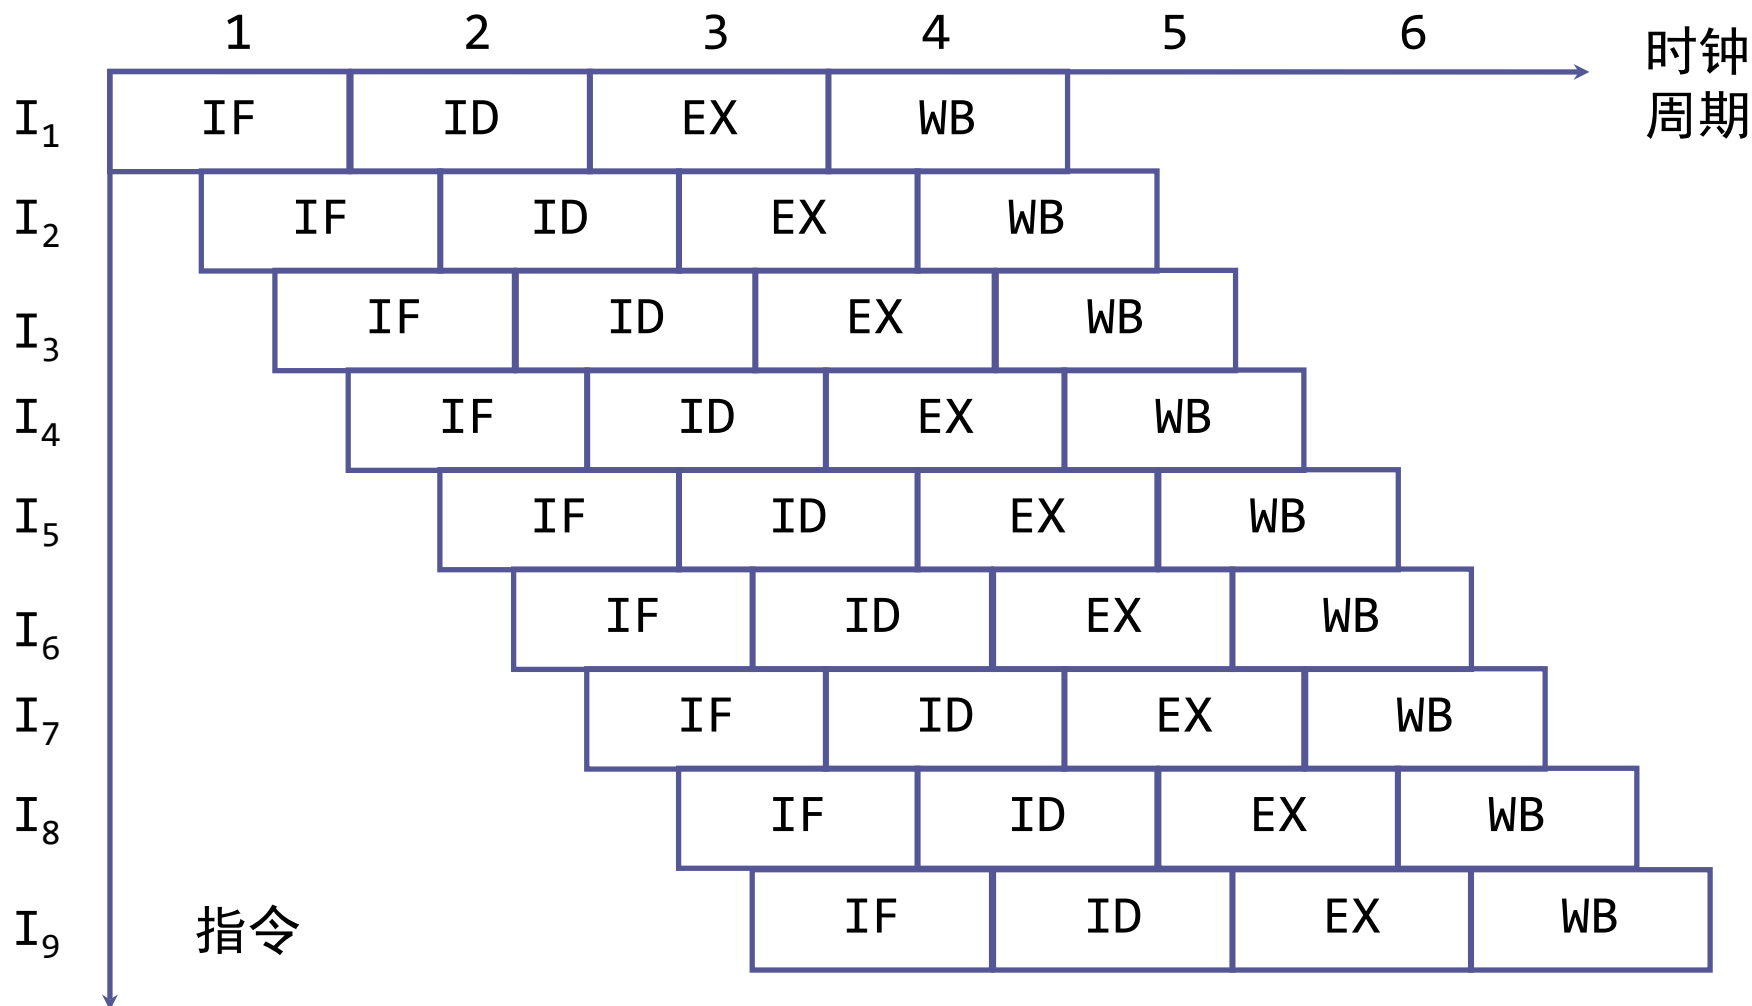 1 2 3 4 5 6 时钟
周期
I1 IF ID EX WB
I2 IF ID EX WB
I3 IF ID EX WB
I4 IF ID EX WB
I5 IF ID EX WB
I6 IF ID EX WB
I7 IF ID EX WB
I8 IF ID EX WB
I9 IF ID EX WB
指令